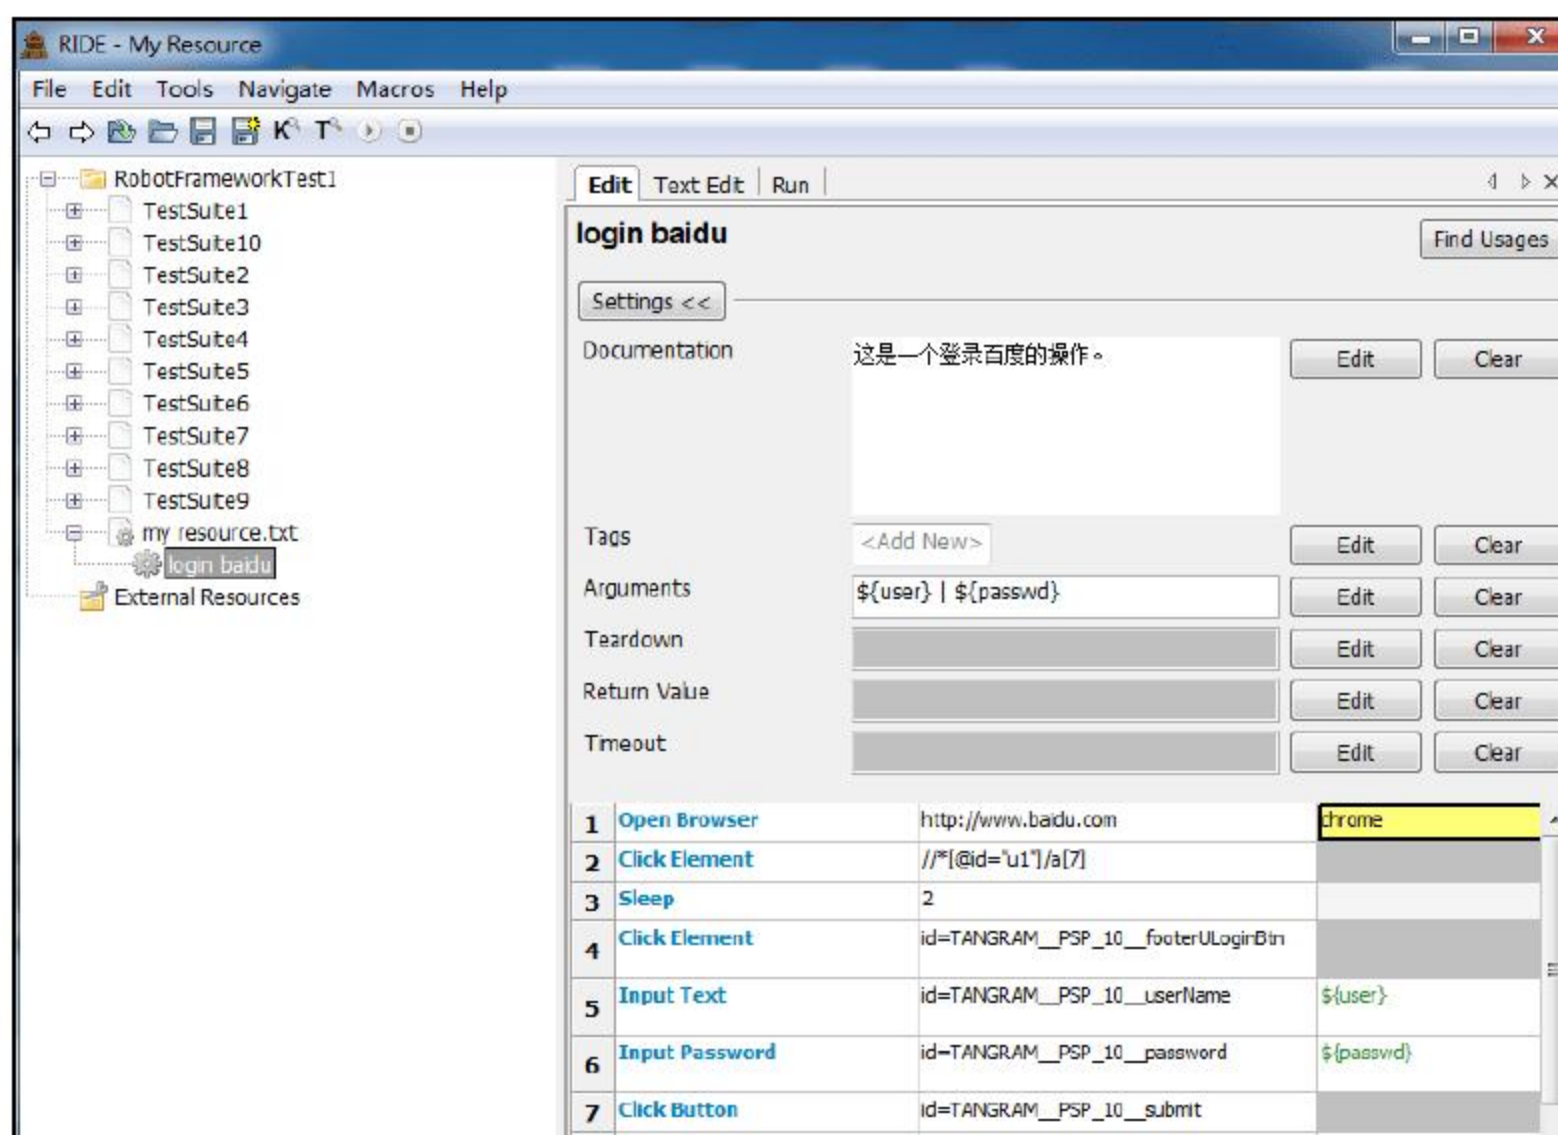 RIDE - My Resource
File Edit Tools Navigate Macros Help
K T
RobotFrameworkTest1
TestSuite1
TestSuite10
TestSuite2
TestSuite3
TestSuite4
TestSuite5
TestSuite6
TestSuite7
TestSuite8
TestSuite9
my resource.txt
login baidu
External Resources
Edit Text Edit Run
login baidu Find Usages
Settings <<
Documentation 这是一个登录百度的操作。 Edit Clear
Tags <Add New> Edit Clear
Arguments ${user} | ${passwd} Edit Clear
Teardown Edit Clear
Return Value Edit Clear
Timeout Edit Clear
1 Open Browser http://www.baidu.com chrome
2 Click Element //*[@id="u1"]/a[7]
3 Sleep 2
4 Click Element id=TANGRAM__PSP_10__footerULoginBtn
5 Input Text id=TANGRAM__PSP_10__userName ${user}
6 Input Password id=TANGRAM__PSP_10__password ${passwd}
7 Click Button id=TANGRAM__PSP_10__submit